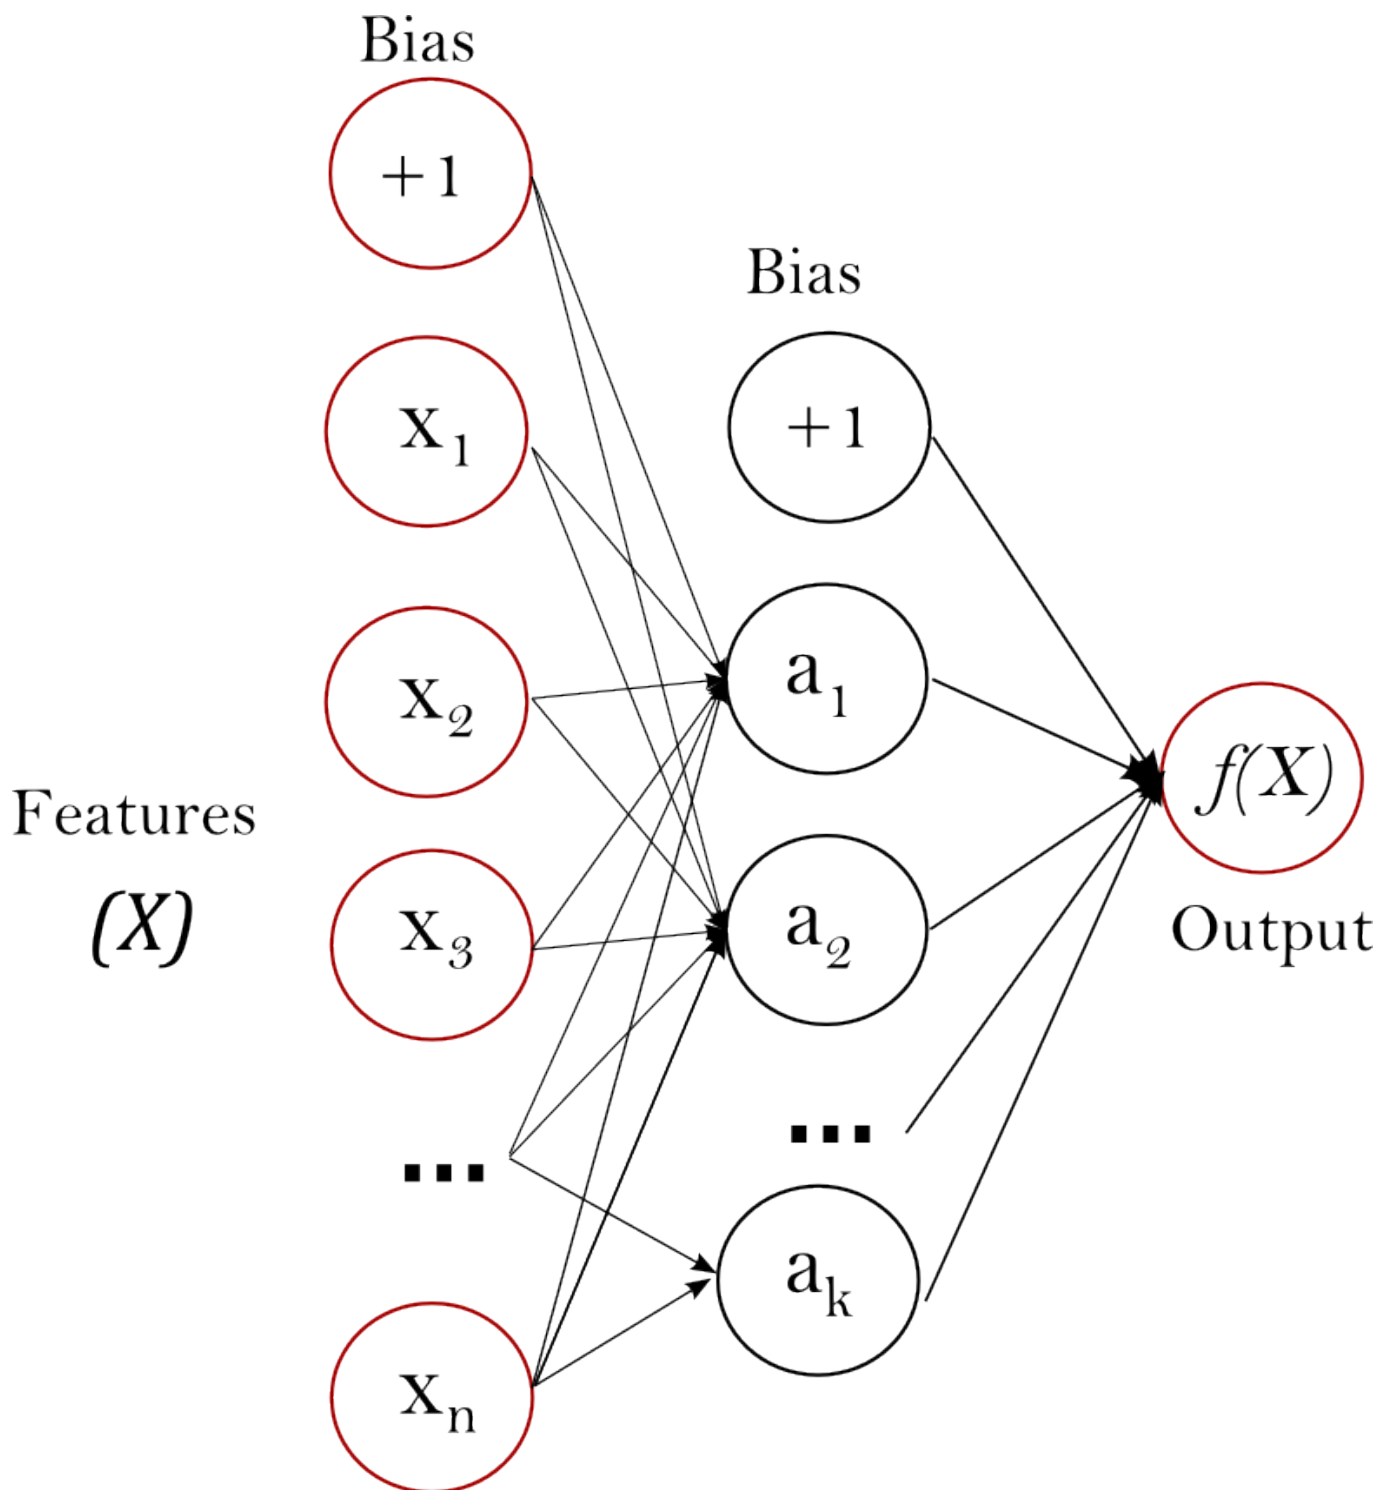 Bias
+1
x₁
x₂
x₃
...
xₙ
Features
(X)
Bias
+1
a₁
a₂
...
aₖ
f(X)
Output